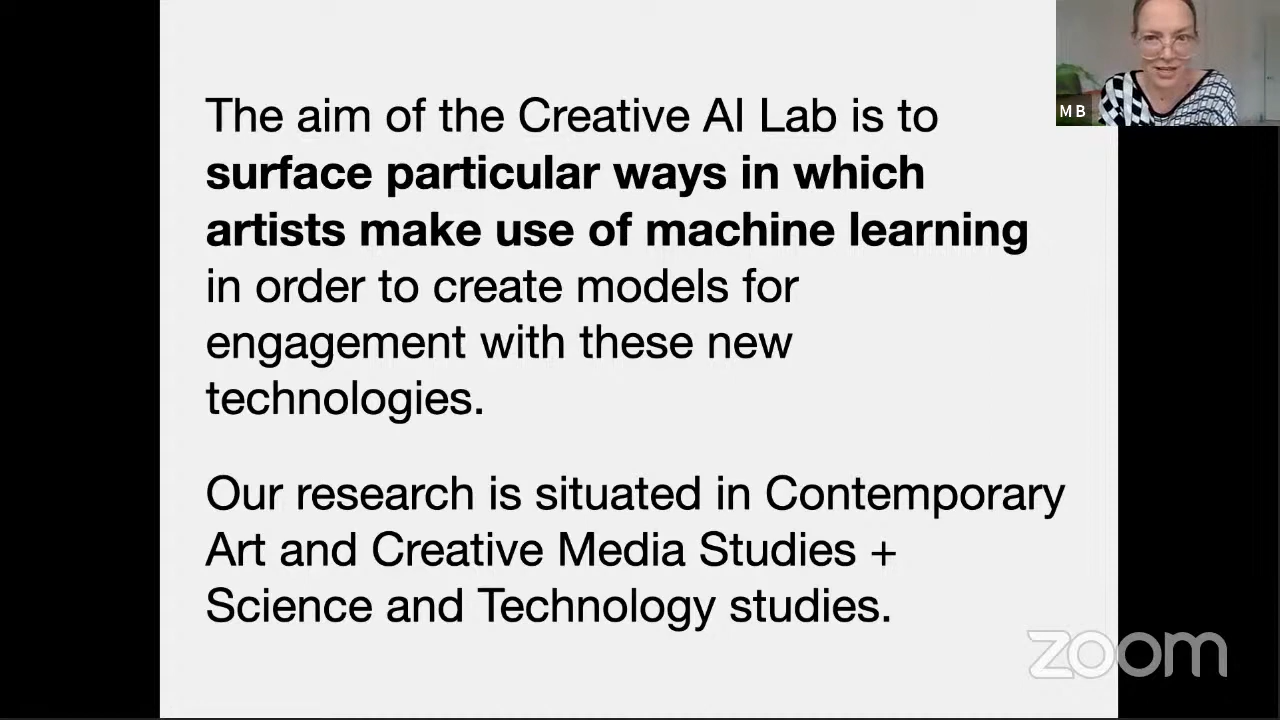 The aim of the Creative AI Lab is to
surface particular ways in which
artists make use of machine learning
in order to create models for
engagement with these new
technologies.
Our research is situated in Contemporary
Art and Creative Media Studies +
Science and Technology studies.
MB
zoom